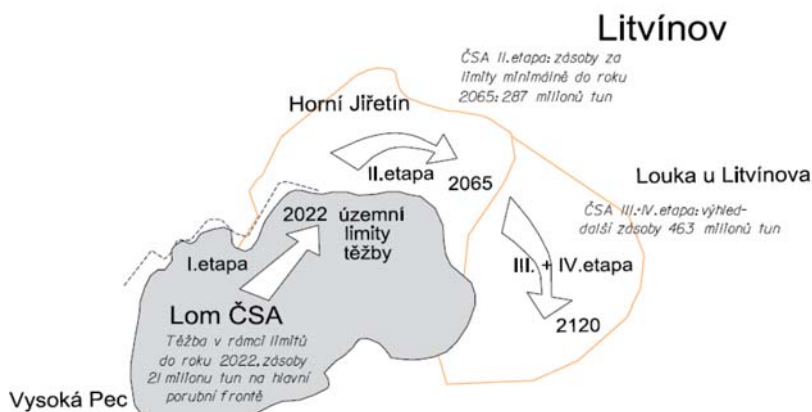 Litvínov
ČSA II.etapa: zásoby za
limity minimálně do roku
2065: 287 milionů tun
Horní Jiřetín
II.etapa
2065
Louka u Litvínova
ČSA III.-IV.etapa: výhled-
další zásoby 463 milionů tun
2022 územní
limity
těžby
I.etapa
III. + IV.etapa
2120
Lom ČSA
Těžba v rámci limitů
do roku 2022, zásoby
21 milionu tun na hlavní
porubní frontě
Vysoká Pec